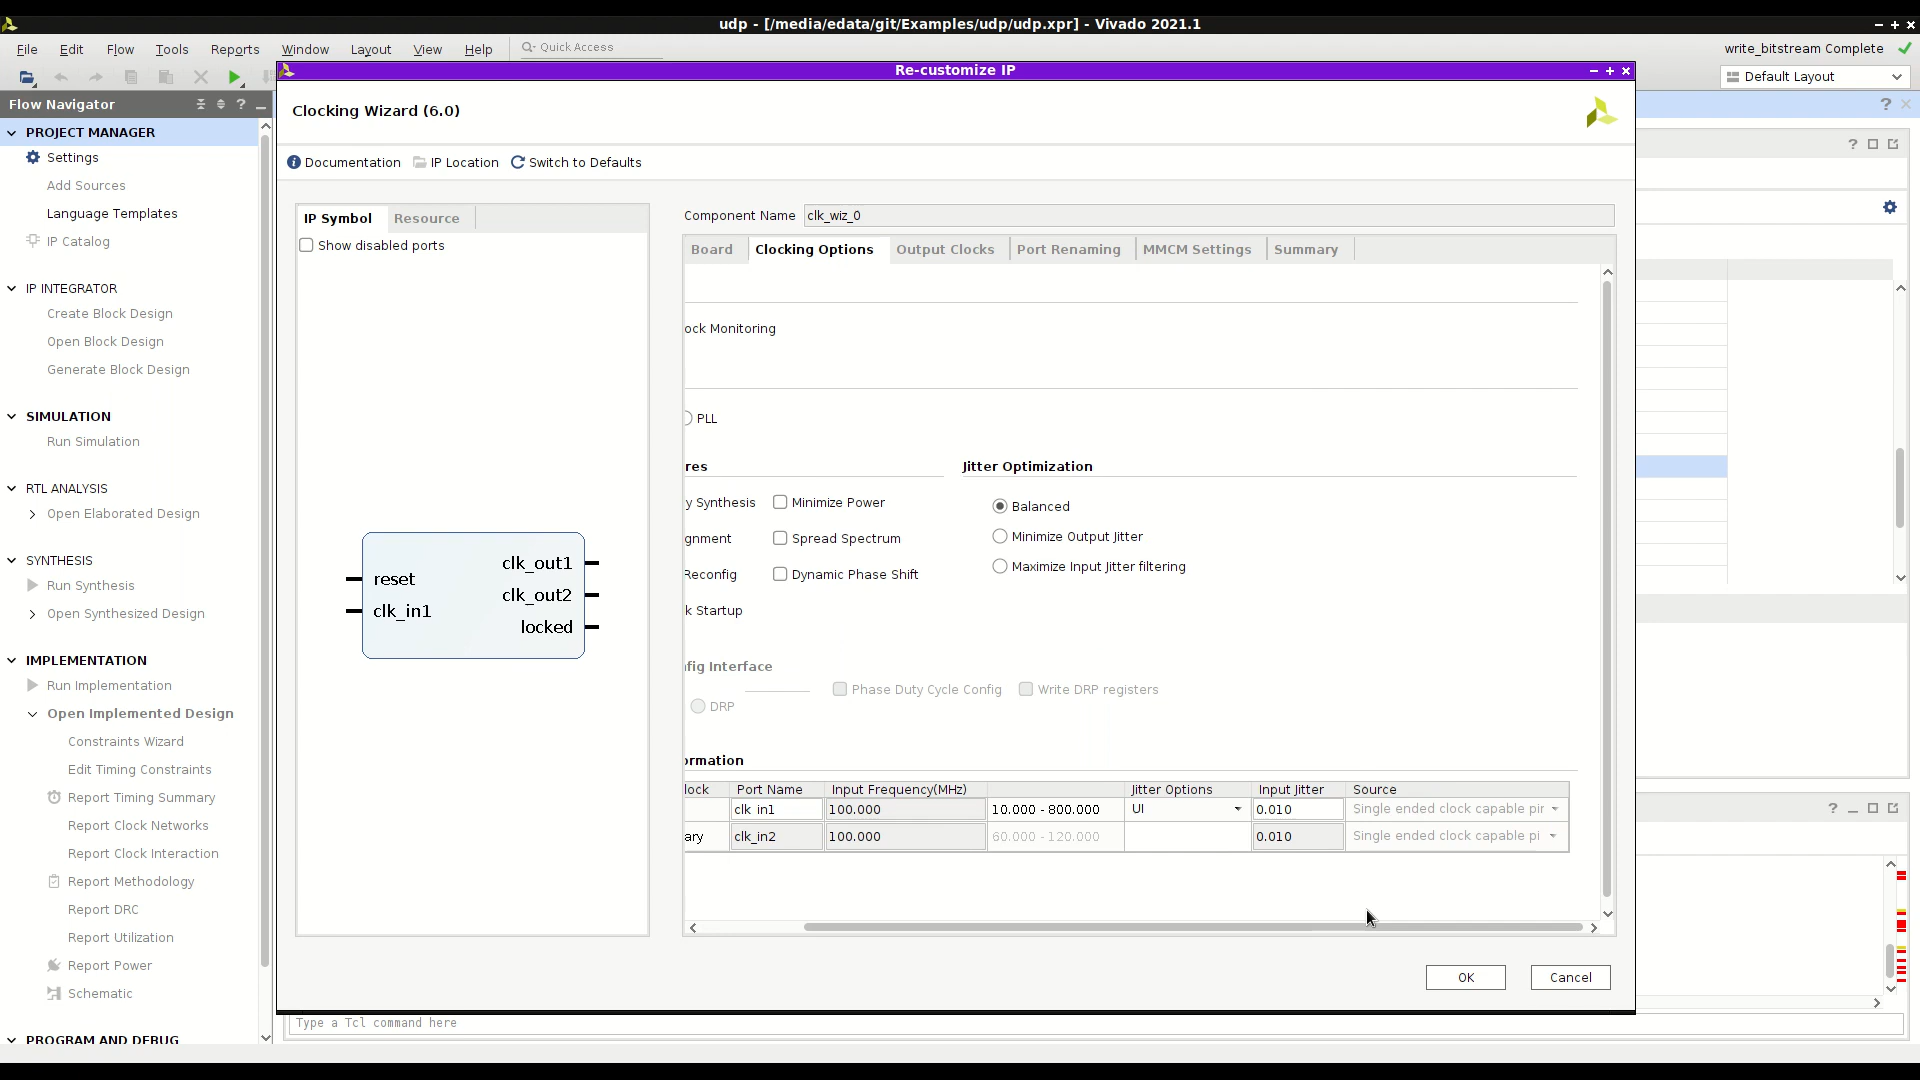 udp - [/media/edata/git/Examples/udp/udp.xpr] - Vivado 2021.1
File Edit Flow Tools Reports Window Layout View Help Quick Access
write_bitstream Complete
Default Layout
Flow Navigator
PROJECT MANAGER
Settings
Add Sources
Language Templates
IP Catalog
IP INTEGRATOR
Create Block Design
Open Block Design
Generate Block Design
SIMULATION
Run Simulation
RTL ANALYSIS
Open Elaborated Design
SYNTHESIS
Run Synthesis
Open Synthesized Design
IMPLEMENTATION
Run Implementation
Open Implemented Design
Constraints Wizard
Edit Timing Constraints
Report Timing Summary
Report Clock Networks
Report Clock Interaction
Report Methodology
Report DRC
Report Utilization
Report Power
Schematic
PROGRAM AND DEBUG
Re-customize IP
Clocking Wizard (6.0)
Documentation IP Location Switch to Defaults
IP Symbol Resource
Show disabled ports
reset
clk_in1
clk_out1
clk_out2
locked
Component Name clk_wiz_0
Board Clocking Options Output Clocks Port Renaming MMCM Settings Summary
ock Monitoring
PLL
res Jitter Optimization
y Synthesis Minimize Power Balanced
gnment Spread Spectrum Minimize Output Jitter
Reconfig Dynamic Phase Shift Maximize Input Jitter filtering
k Startup
fig Interface
Phase Duty Cycle Config Write DRP registers
DRP
ormation
lock Port Name Input Frequency(MHz) Jitter Options Input Jitter Source
clk in1 100.000 10.000 - 800.000 UI 0.010 Single ended clock capable pir
ary clk_in2 100.000 60.000 - 120.000 0.010 Single ended clock capable pi
OK Cancel
Type a Tcl command here